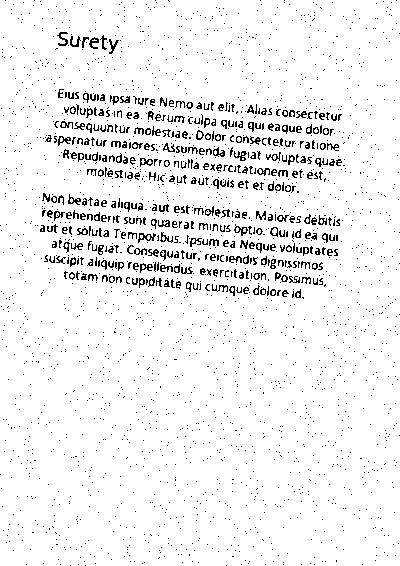 Surety
Eius quia ipsa iure Nemo aut elit,. Alias consectetur
voluptas in ea. Rerum culpa quia qui eaque dolor
consequuntur molestiae. Dolor consectetur ratione
aspernatur maiores. Assumenda fugiat voluptas quae.
Repudiandae porro nulla exercitationem et est,
molestiae. Hic aut aut quis et et dolor.
Non beatae aliqua. aut est molestiae. Maiores debitis
reprehenderit sunt quaerat minus optio. Qui id ea qui
aut et soluta Temporibus. Ipsum ea Neque voluptates
atque fugiat. Consequatur, reiciendis dignissimos
suscipit aliquip repellendus. exercitation. Possimus,
totam non cupiditate qui cumque dolore id.